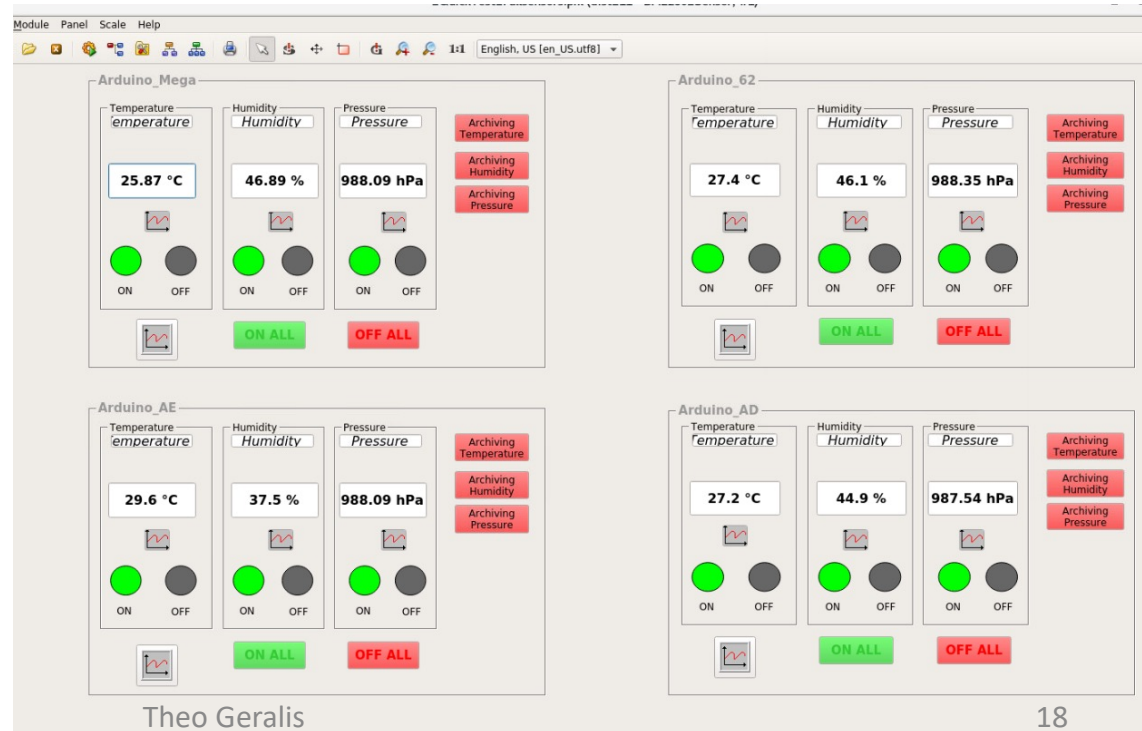 Module Panel Scale Help
1:1 English, US [en_US.utf8]
Arduino_Mega
Temperature Humidity Pressure
Temperature Humidity Pressure
Archiving
Temperature
Archiving
Humidity
Archiving
Pressure
25.87 °C 46.89 % 988.09 hPa
ON OFF ON OFF ON OFF
ON ALL OFF ALL
Arduino_62
Temperature Humidity Pressure
Temperature Humidity Pressure
Archiving
Temperature
Archiving
Humidity
Archiving
Pressure
27.4 °C 46.1 % 988.35 hPa
ON OFF ON OFF ON OFF
ON ALL OFF ALL
Arduino_AE
Temperature Humidity Pressure
Temperature Humidity Pressure
Archiving
Temperature
Archiving
Humidity
Archiving
Pressure
29.6 °C 37.5 % 988.09 hPa
ON OFF ON OFF ON OFF
ON ALL OFF ALL
Arduino_AD
Temperature Humidity Pressure
Temperature Humidity Pressure
Archiving
Temperature
Archiving
Humidity
Archiving
Pressure
27.2 °C 44.9 % 987.54 hPa
ON OFF ON OFF ON OFF
ON ALL OFF ALL
Theo Geralis 18